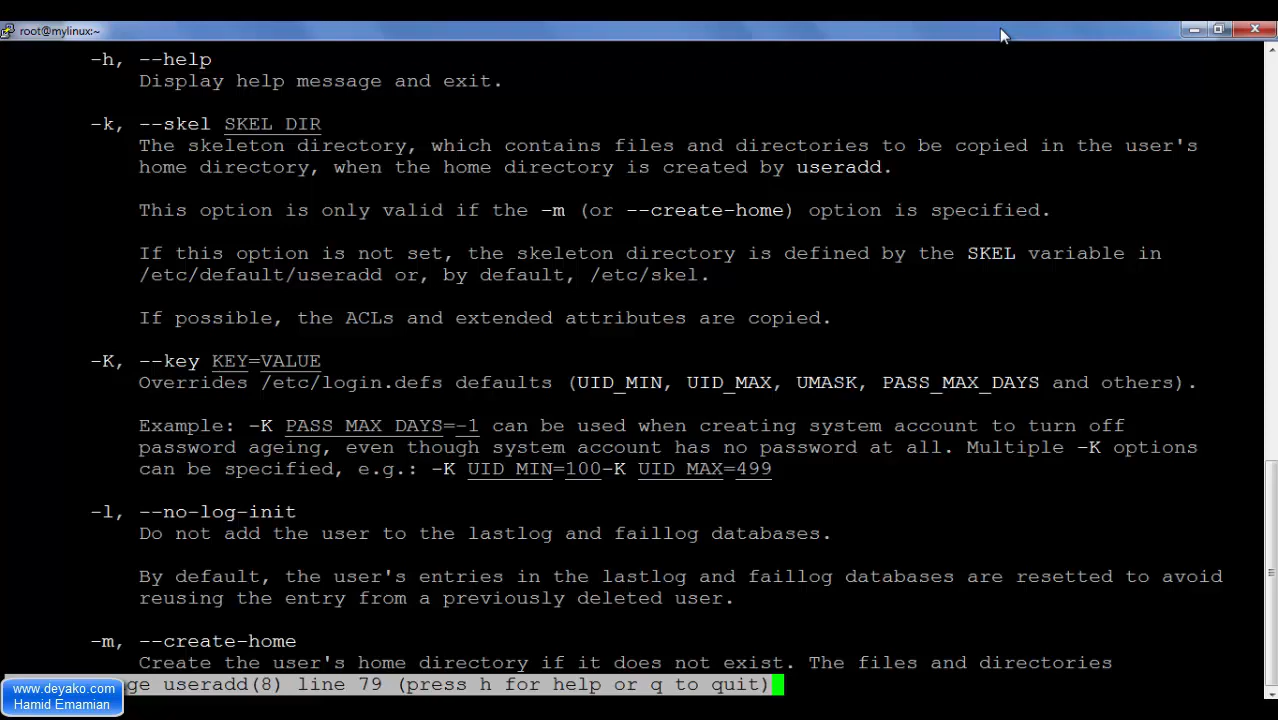 root@mylinux:~
-h, --help
Display help message and exit.
-k, --skel SKEL_DIR
The skeleton directory, which contains files and directories to be copied in the user's
home directory, when the home directory is created by useradd.
This option is only valid if the -m (or --create-home) option is specified.
If this option is not set, the skeleton directory is defined by the SKEL variable in
/etc/default/useradd or, by default, /etc/skel.
If possible, the ACLs and extended attributes are copied.
-K, --key KEY=VALUE
Overrides /etc/login.defs defaults (UID_MIN, UID_MAX, UMASK, PASS_MAX_DAYS and others).
Example: -K PASS_MAX_DAYS=-1 can be used when creating system account to turn off
password ageing, even though system account has no password at all. Multiple -K options
can be specified, e.g.: -K UID_MIN=100-K UID_MAX=499
-l, --no-log-init
Do not add the user to the lastlog and faillog databases.
By default, the user's entries in the lastlog and faillog databases are resetted to avoid
reusing the entry from a previously deleted user.
-m, --create-home
Create the user's home directory if it does not exist. The files and directories
ge useradd(8) line 79 (press h for help or q to quit)
www.deyako.com
Hamid Emamian